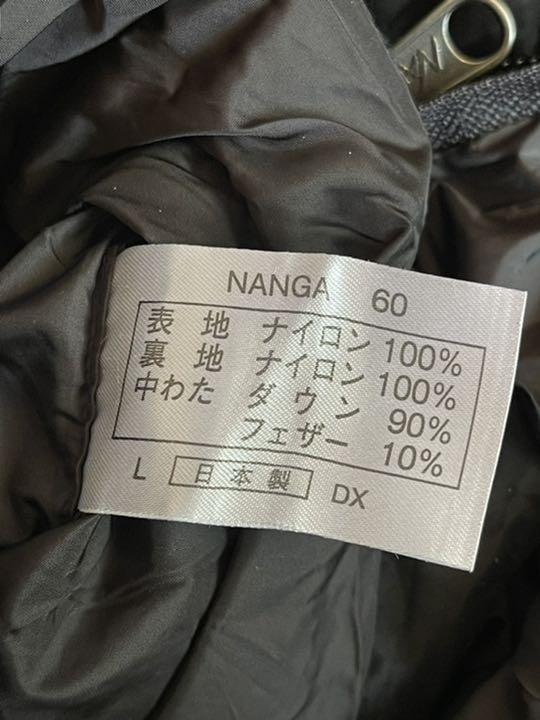 NANGA 60
表地 ナイロン 100%
裏地 ナイロン 100%
中わた ダウン 90%
フェザー 10%
L 日本製 DX